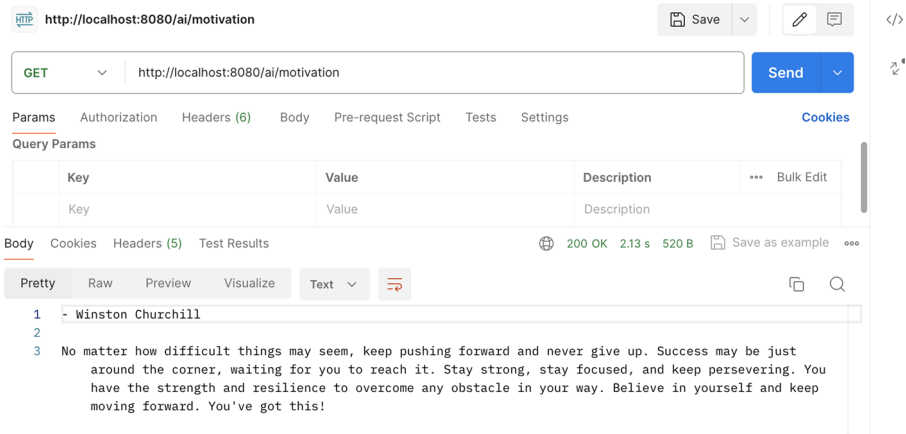 HTTP http://localhost:8080/ai/motivation Save </>
GET http://localhost:8080/ai/motivation Send
Params Authorization Headers (6) Body Pre-request Script Tests Settings Cookies
Query Params
Key Value Description ••• Bulk Edit
Key Value Description
Body Cookies Headers (5) Test Results 200 OK 2.13 s 520 B Save as example •••
Pretty Raw Preview Visualize Text
1 - Winston Churchill
2
3 No matter how difficult things may seem, keep pushing forward and never give up. Success may be just
around the corner, waiting for you to reach it. Stay strong, stay focused, and keep persevering. You
have the strength and resilience to overcome any obstacle in your way. Believe in yourself and keep
moving forward. You've got this!